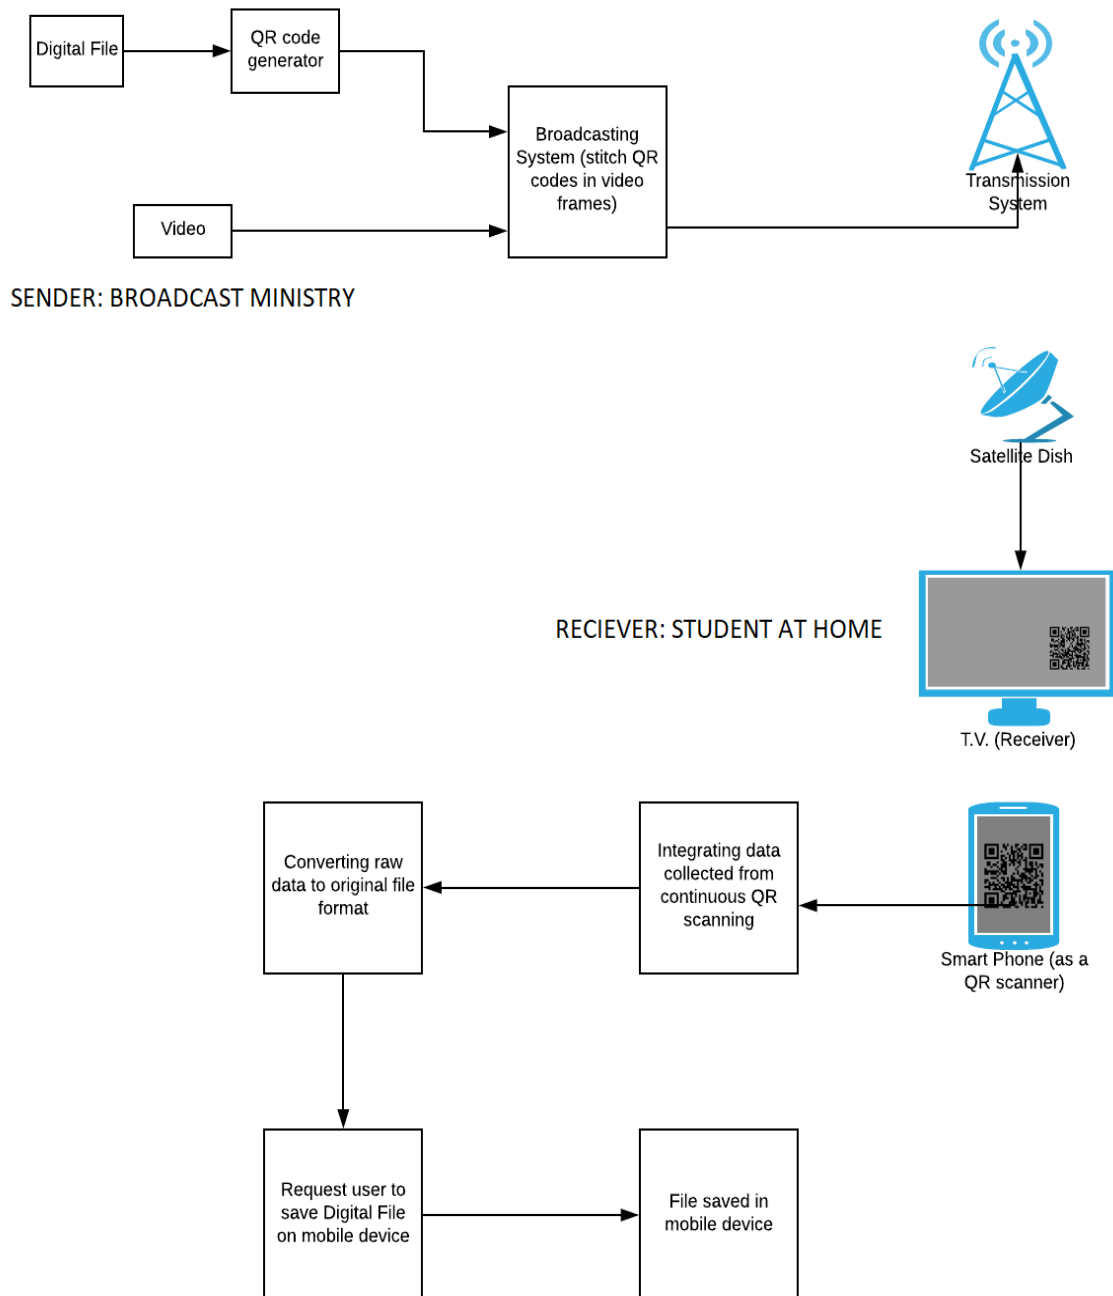 Digital File
QR code
generator
Broadcasting
System (stitch QR
codes in video
frames)
Video
Transmission
System
SENDER: BROADCAST MINISTRY
Satellite Dish
RECIEVER: STUDENT AT HOME
T.V. (Receiver)
Converting raw
data to original file
format
Integrating data
collected from
continuous QR
scanning
Smart Phone (as a
QR scanner)
Request user to
save Digital File
on mobile device
File saved in
mobile device